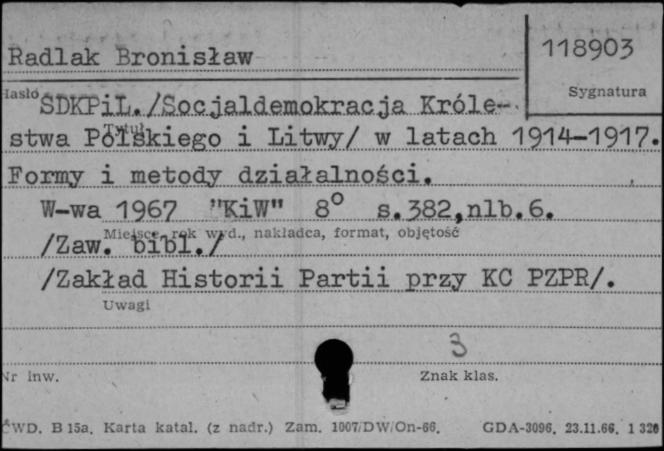 Radlak Bronisław
118903
Hasło
Sygnatura
SDKPiL./Socjaldemokracja Króle-
stwa Polskiego i Litwy/ w latach 1914-1917.
Tytuł
Formy i metody działalności.
W-wa 1967 "KiW" 8° s.382,nlb.6.
Miejsce, rok wyd., nakładca, format, objętość
/Zaw. bibl./
/Zakład Historii Partii przy KC PZPR/.
Uwagi
3
Nr inw.
Znak klas.
CWD. B 15a. Karta katal. (z nadr.) Zam. 1007/DW/On-66. GDA-3096. 23.11.66. 1 320